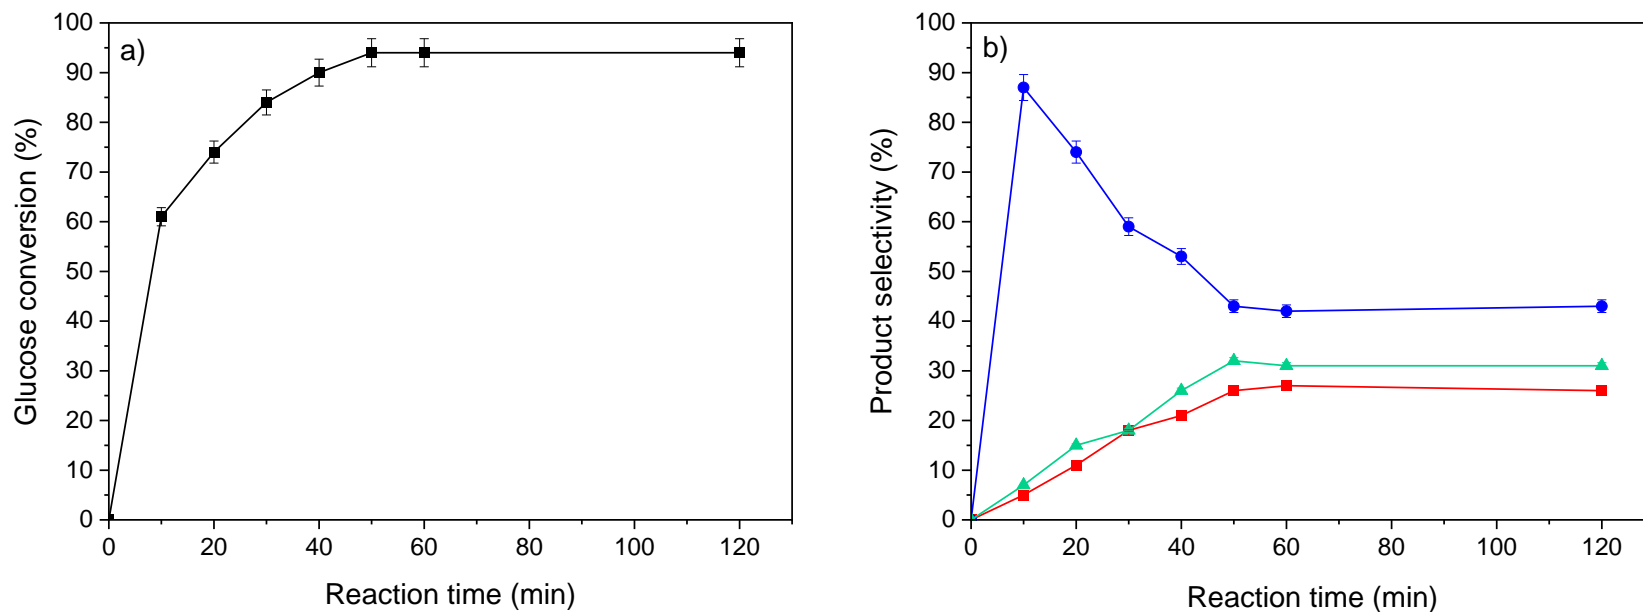 a)
Glucose conversion (%)
100
90
80
70
60
50
40
30
20
10
0
0 20 40 60 80 100 120
Reaction time (min)
b)
Product selectivity (%)
100
90
80
70
60
50
40
30
20
10
0
0 20 40 60 80 100 120
Reaction time (min)